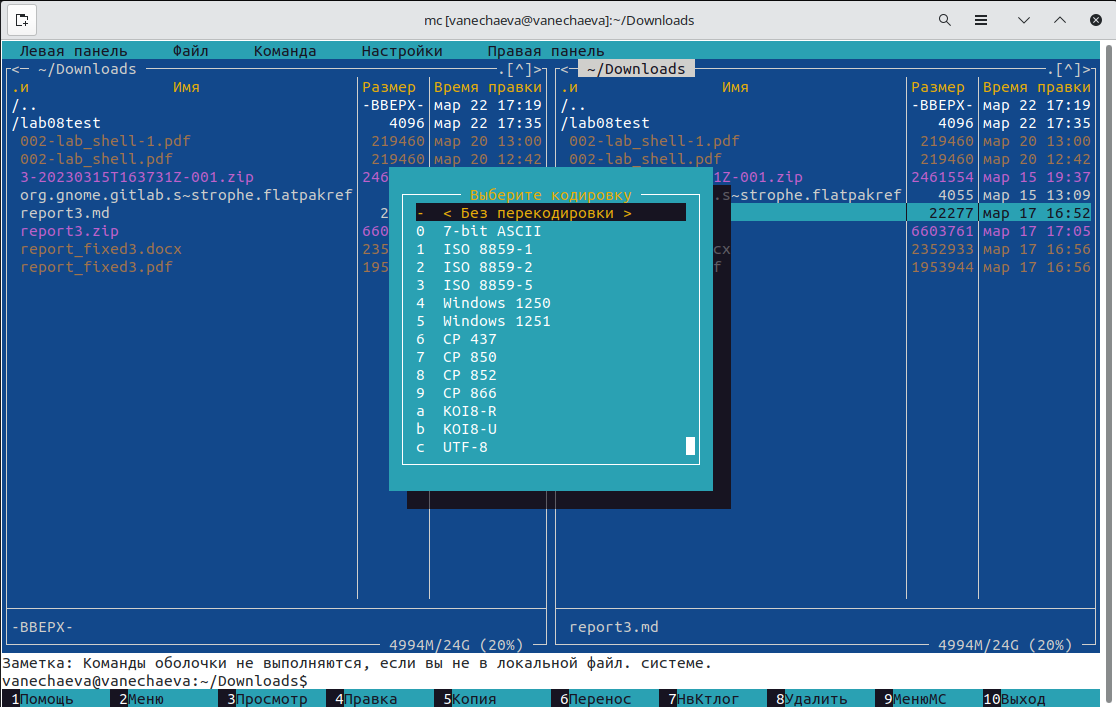 mc [vanechaeva@vanechaeva]:~/Downloads
Левая панель Файл Команда Настройки Правая панель
<— ~/Downloads .[^]> <— ~/Downloads .[^]>
.и Имя Размер Время правки .и Имя Размер Время правки
/.. -ВВЕРХ- мар 22 17:19 /.. -ВВЕРХ- мар 22 17:19
/lab08test 4096 мар 22 17:35 /lab08test 4096 мар 22 17:35
002-lab_shell-1.pdf 219460 мар 20 13:00 002-lab_shell-1.pdf 219460 мар 20 13:00
002-lab_shell.pdf 219460 мар 20 12:42 002-lab_shell.pdf 219460 мар 20 12:42
3-20230315T163731Z-001.zip 246 1Z-001.zip 2461554 мар 15 19:37
org.gnome.gitlab.s~strophe.flatpakref Выберите кодировку .s~strophe.flatpakref 4055 мар 15 13:09
report3.md 2 - < Без перекодировки > 22277 мар 17 16:52
report3.zip 660 0 7-bit ASCII 6603761 мар 17 17:05
report_fixed3.docx 235 1 ISO 8859-1 cx 2352933 мар 17 16:56
report_fixed3.pdf 195 2 ISO 8859-2 f 1953944 мар 17 16:56
3 ISO 8859-5
4 Windows 1250
5 Windows 1251
6 CP 437
7 CP 850
8 CP 852
9 CP 866
a KOI8-R
b KOI8-U
c UTF-8
-ВВЕРХ- report3.md
4994M/24G (20%) 4994M/24G (20%)
Заметка: Команды оболочки не выполняются, если вы не в локальной файл. системе.
vanechaeva@vanechaeva:~/Downloads$
1Помощь 2Меню 3Просмотр 4Правка 5Копия 6Перенос 7НвКтлог 8Удалить 9МенюМС 10Выход